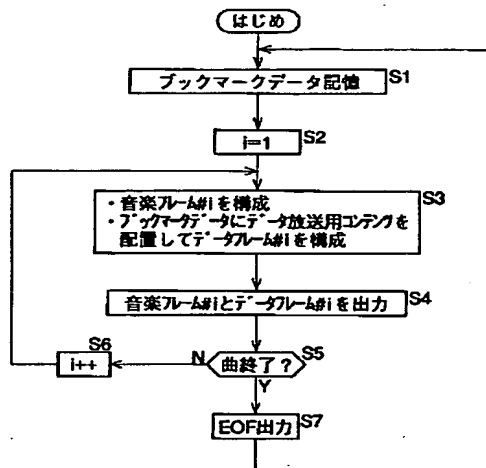 はじめ
ブックマークデータ記憶
S1
i=1
S2
・音楽フレーム#iを構成
・ブックマークデータにデータ放送用コンテンツを
配置してデータフレーム#iを構成
S3
音楽フレーム#iとデータフレーム#iを出力
S4
S6
i++
N
曲終了？
S5
Y
EOF出力
S7